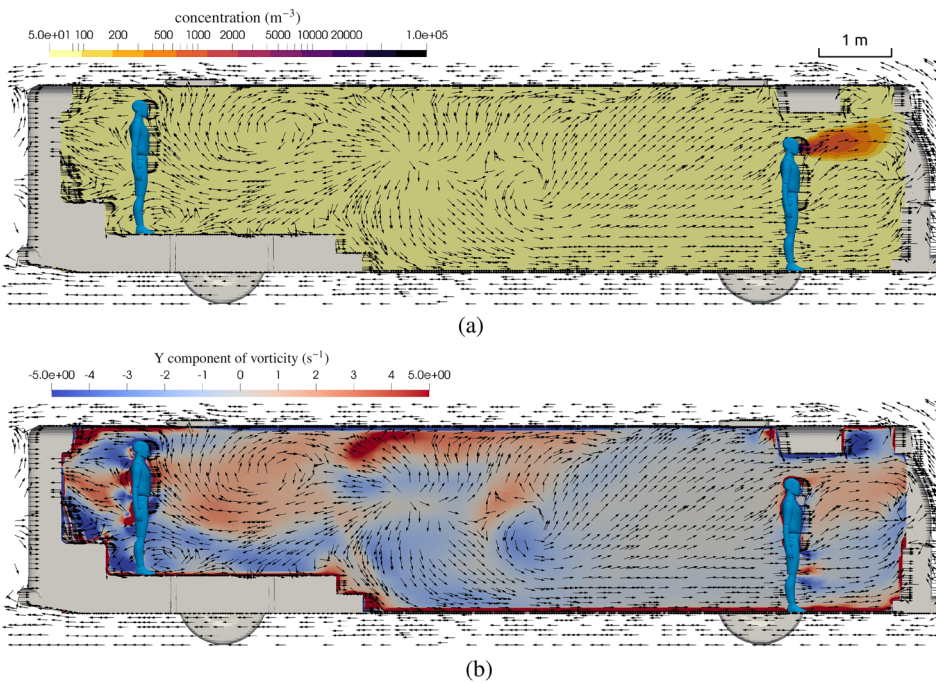 concentration (m⁻³)
5.0e+01 100 200 500 1000 2000 5000 10000 20000 1.0e+05
1 m
(a)
Y component of vorticity (s⁻¹)
-5.0e+00 -4 -3 -2 -1 0 1 2 3 4 5.0e+00
(b)